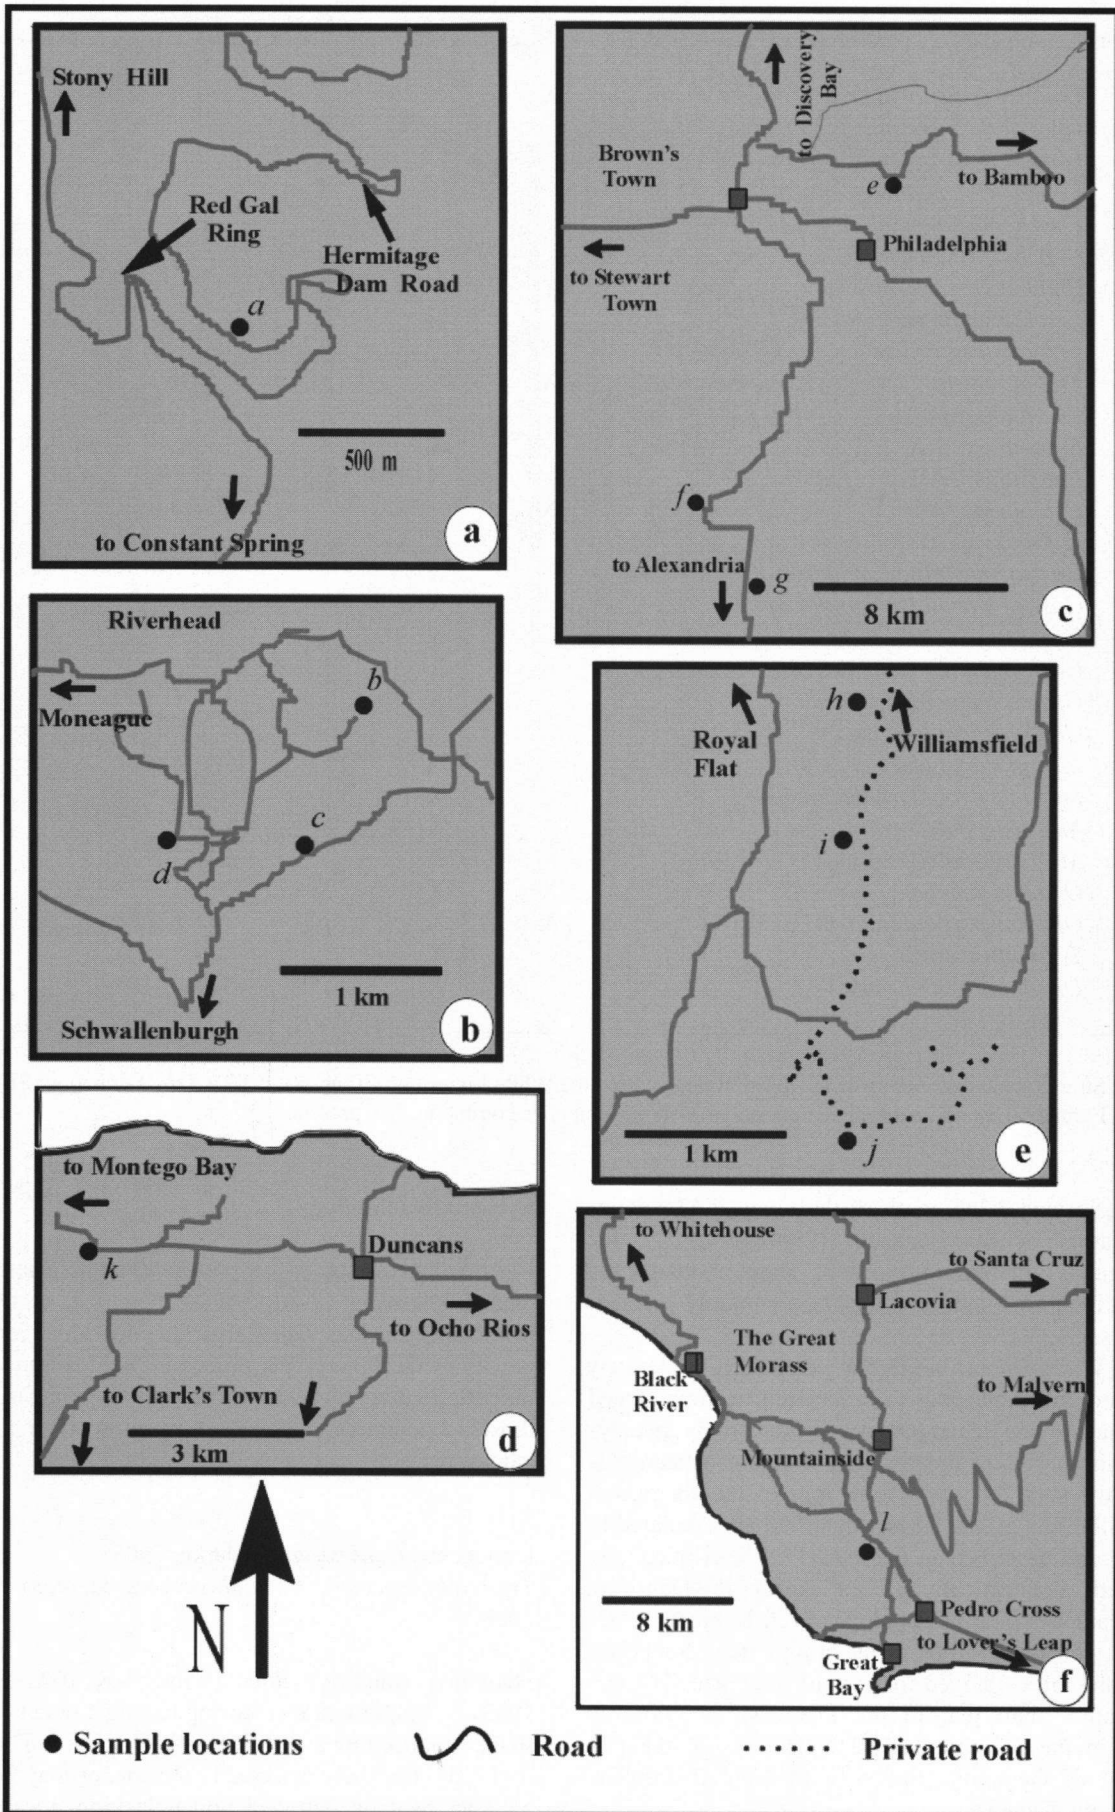 Stony Hill
Red Gal
Ring
Hermitage
Dam Road
a
500 m
to Constant Spring
a
to Discovery
Bay
Brown's
Town
e
to Bamboo
Philadelphia
to Stewart
Town
f
to Alexandria
g
8 km
c
Riverhead
b
Moneague
c
d
1 km
Schwallenburgh
b
h
Royal
Flat
Williamsfield
i
1 km
j
e
to Montego Bay
k
Duncans
to Ocho Rios
to Clark's Town
3 km
d
to Whitehouse
to Santa Cruz
Lacovia
The Great
Morass
Black
River
to Malvern
Mountainside
l
8 km
Pedro Cross
to Lover's Leap
Great
Bay
f
N
Sample locations
Road
Private road